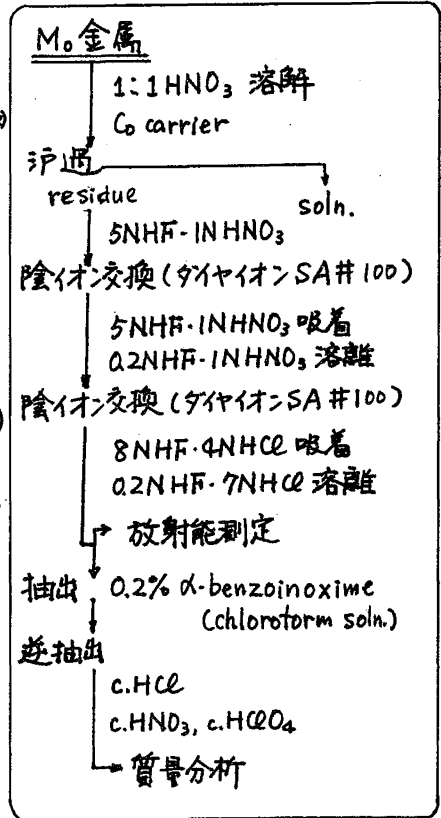 Mo金属
1:1HNO₃ 溶解
Co carrier
沪過
residue
soln.
5NHF-1NHNO₃
陰イオン交換(ダイヤイオンSA#100)
5NHF・1NHNO₃ 吸着
0.2NHF-1NHNO₃ 溶離
陰イオン交換(ダイヤイオンSA#100)
8NHF・4NHCl 吸着
0.2NHF-7NHCl 溶離
放射能測定
抽出 0.2% α-benzoinoxime
(chloroform soln.)
逆抽出
c.HCl
c.HNO₃, c.HClO₄
質量分析